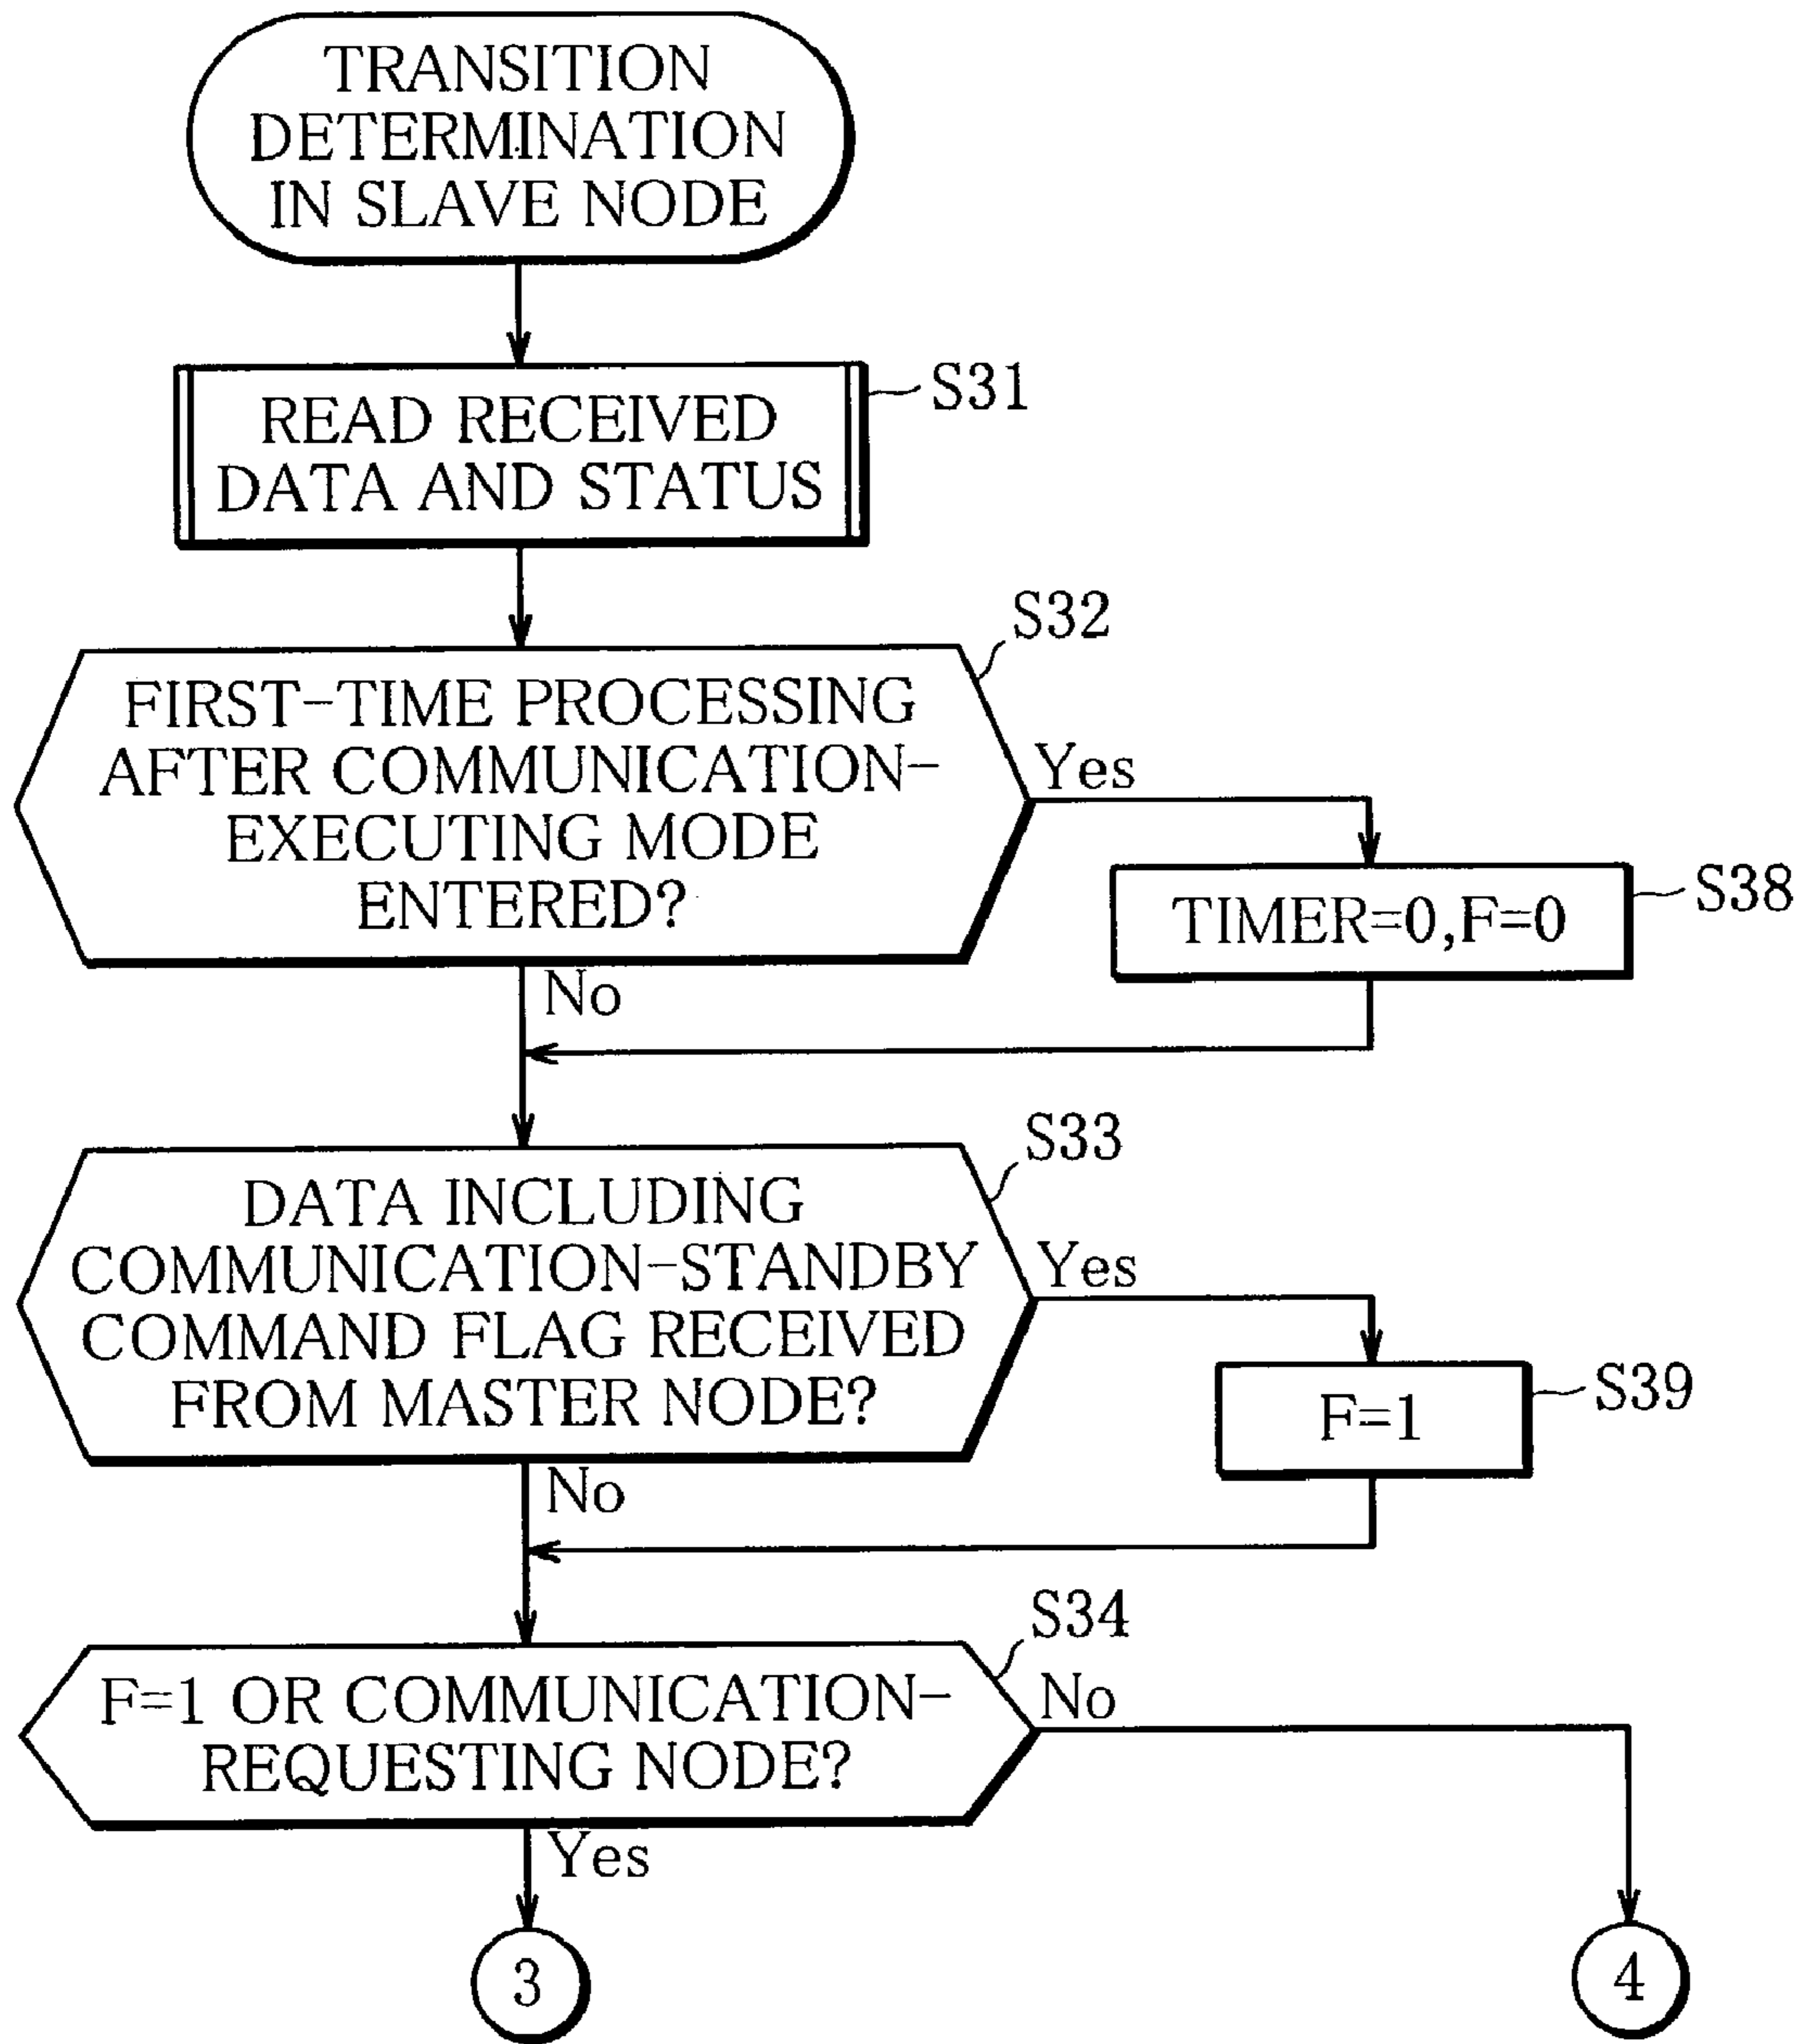 TRANSITION
DETERMINATION
IN SLAVE NODE
READ RECEIVED
DATA AND STATUS
S31
S32
FIRST-TIME PROCESSING
AFTER COMMUNICATION-
EXECUTING MODE
ENTERED?
Yes
S38
TIMER=0,F=0
No
S33
DATA INCLUDING
COMMUNICATION-STANDBY
COMMAND FLAG RECEIVED
FROM MASTER NODE?
Yes
S39
F=1
No
S34
F=1 OR COMMUNICATION-
REQUESTING NODE?
No
Yes
3
4